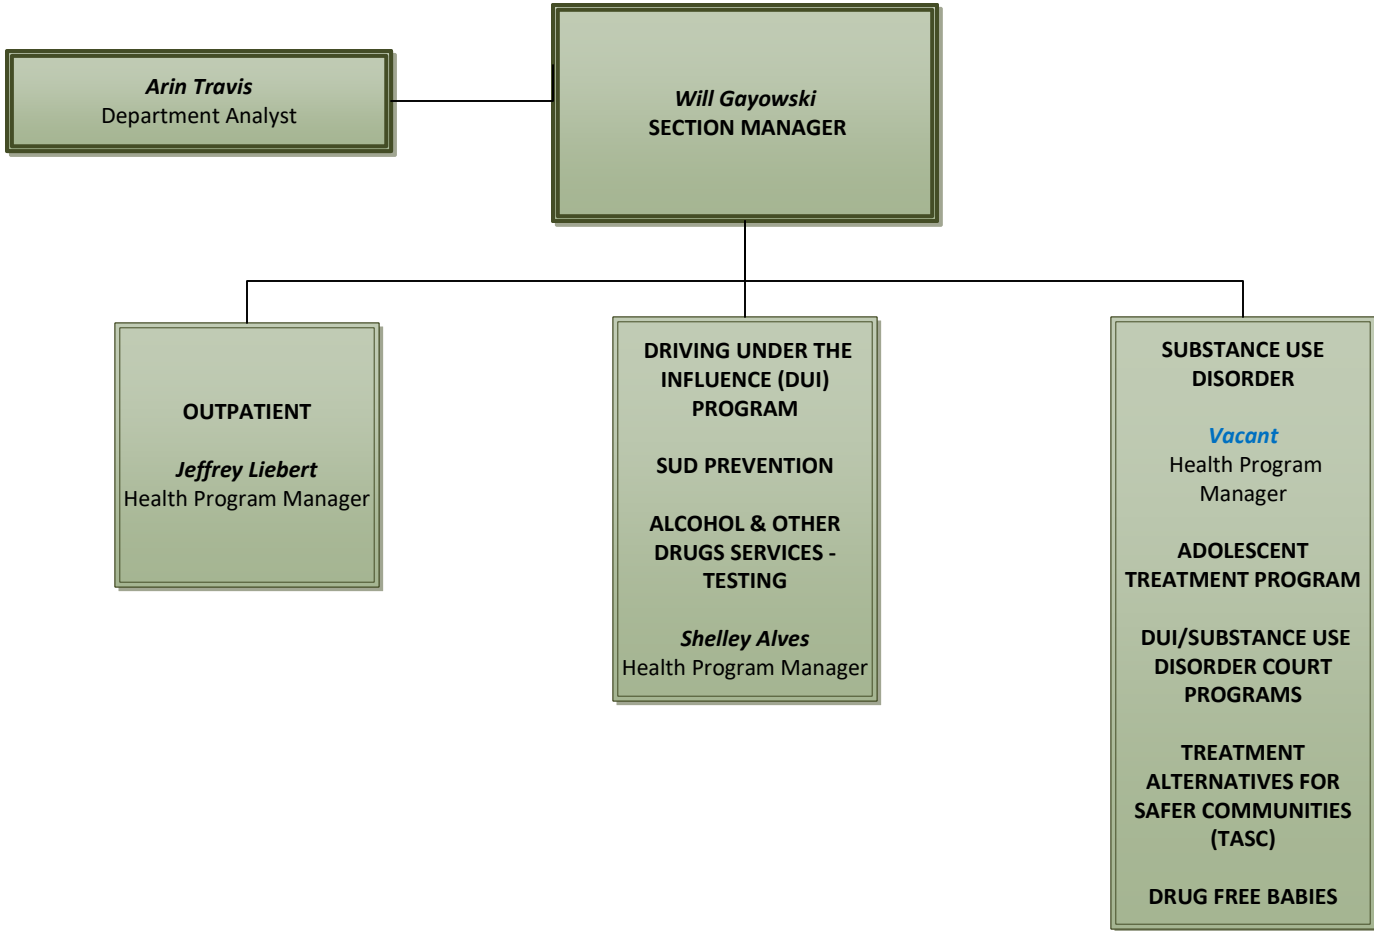 Arin Travis
Department Analyst
Will Gayowski
SECTION MANAGER
OUTPATIENT
Jeffrey Liebert
Health Program Manager
DRIVING UNDER THE
INFLUENCE (DUI)
PROGRAM
SUD PREVENTION
ALCOHOL & OTHER
DRUGS SERVICES -
TESTING
Shelley Alves
Health Program Manager
SUBSTANCE USE
DISORDER
Vacant
Health Program
Manager
ADOLESCENT
TREATMENT PROGRAM
DUI/SUBSTANCE USE
DISORDER COURT
PROGRAMS
TREATMENT
ALTERNATIVES FOR
SAFER COMMUNITIES
(TASC)
DRUG FREE BABIES